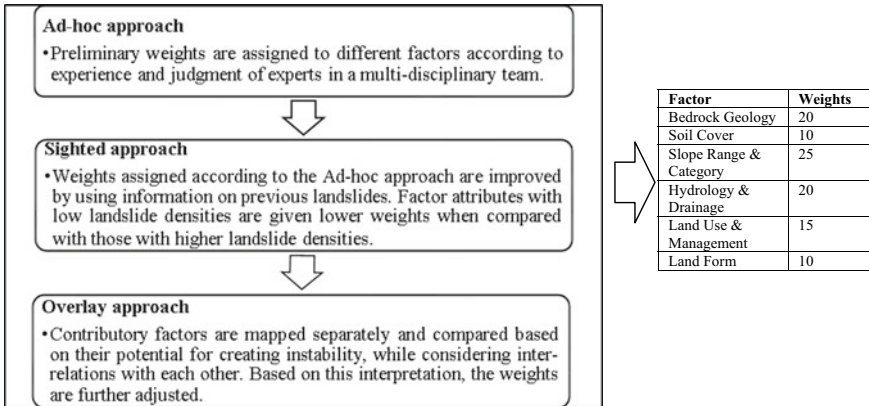 Ad-hoc approach
•Preliminary weights are assigned to different factors according to
experience and judgment of experts in a multi-disciplinary team.
Sighted approach
•Weights assigned according to the Ad-hoc approach are improved
by using information on previous landslides. Factor attributes with
low landslide densities are given lower weights when compared
with those with higher landslide densities.
Overlay approach
•Contributory factors are mapped separately and compared based
on their potential for creating instability, while considering inter-
relations with each other. Based on this interpretation, the weights
are further adjusted.
Factor Weights
Bedrock Geology 20
Soil Cover 10
Slope Range & 25
Category
Hydrology & 20
Drainage
Land Use & 15
Management
Land Form 10